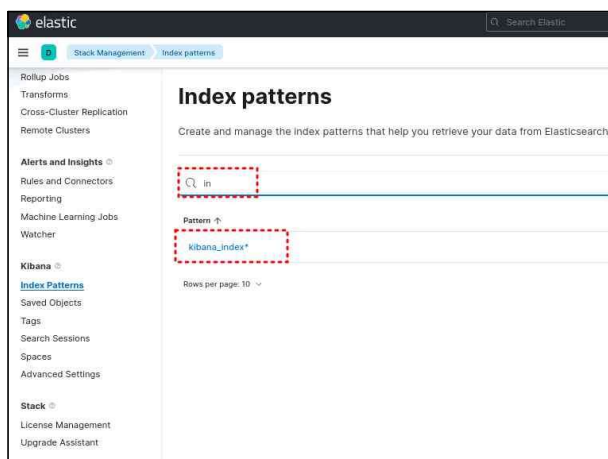 elastic
Search Elastic
D
Stack Management
Index patterns
Rollup Jobs
Transforms
Cross-Cluster Replication
Remote Clusters
Alerts and Insights
Rules and Connectors
Reporting
Machine Learning Jobs
Watcher
Kibana
Index Patterns
Saved Objects
Tags
Search Sessions
Spaces
Advanced Settings
Stack
License Management
Upgrade Assistant
Index patterns
Create and manage the index patterns that help you retrieve your data from Elasticsearch
in
Pattern ↑
kibana_index*
Rows per page: 10